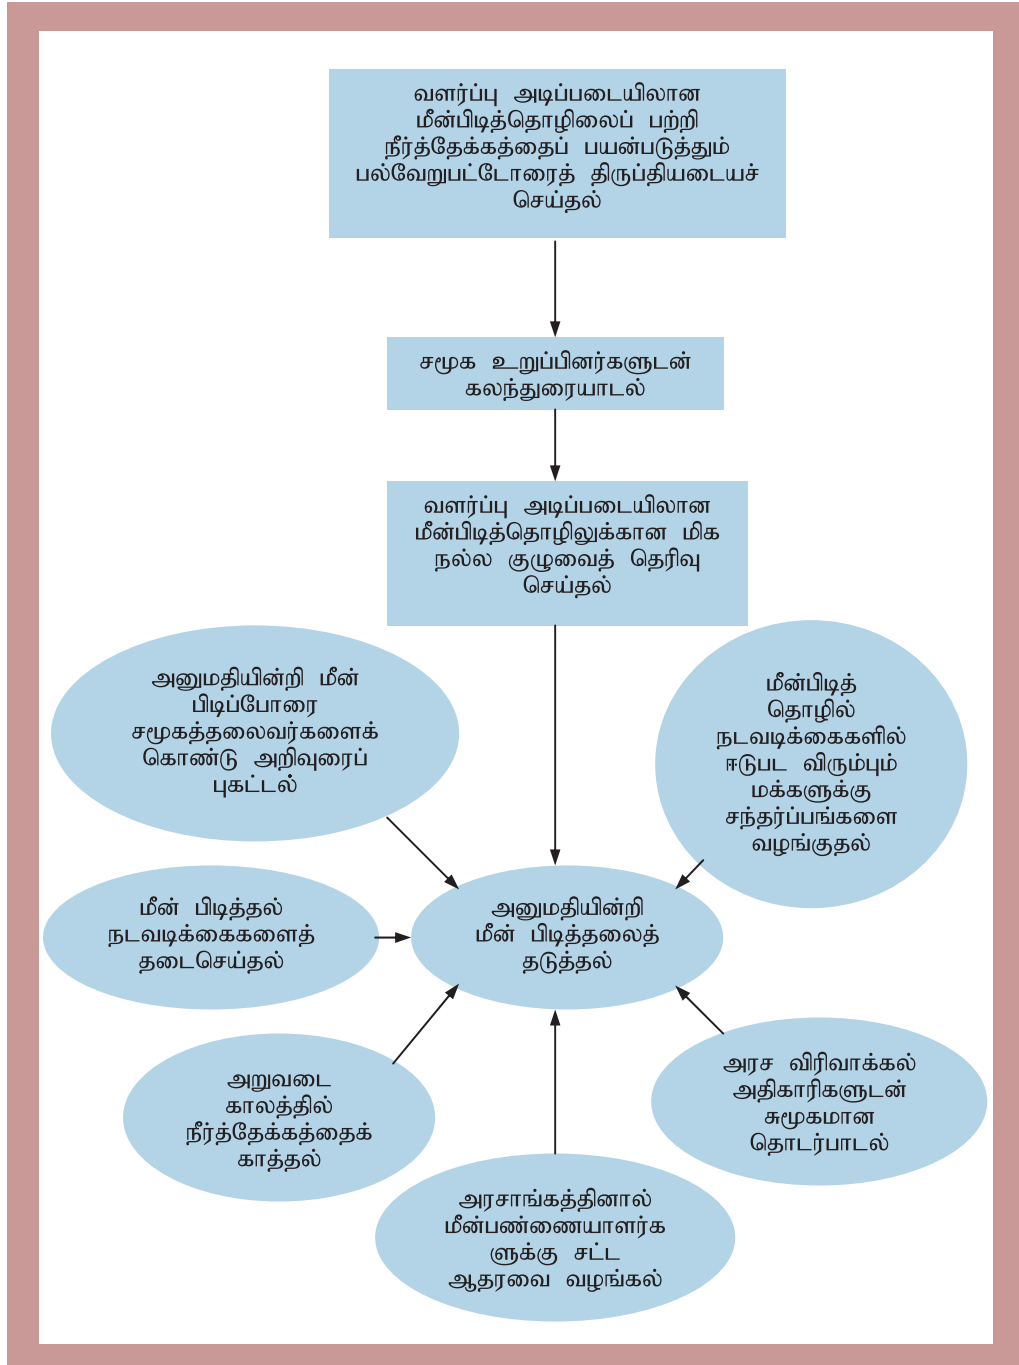 வளர்ப்பு அடிப்படையிலான
மீன்பிடித்தொழிலைப் பற்றி
நீர்த்தேக்கத்தைப் பயன்படுத்தும்
பல்வேறுபட்டோரைத் திருப்தியடையச்
செய்தல்
சமூக உறுப்பினர்களுடன்
கலந்துரையாடல்
வளர்ப்பு அடிப்படையிலான
மீன்பிடித்தொழிலுக்கான மிக
நல்ல குழுவைத் தெரிவு
செய்தல்
அனுமதியின்றி மீன்
பிடிப்போரை
சமூகத்தலைவர்களைக்
கொண்டு அறிவுரைப்
புகட்டல்
மீன்பிடித்
தொழில்
நடவடிக்கைகளில்
ஈடுபட விரும்பும்
மக்களுக்கு
சந்தர்ப்பங்களை
வழங்குதல்
மீன் பிடித்தல்
நடவடிக்கைகளைத்
தடைசெய்தல்
அனுமதியின்றி
மீன் பிடித்தலைத்
தடுத்தல்
அறுவடை
காலத்தில்
நீர்த்தேக்கத்தைக்
காத்தல்
அரச விரிவாக்கல்
அதிகாரிகளுடன்
சுமூகமான
தொடர்பாடல்
அரசாங்கத்தினால்
மீன்பண்ணையாளர்க
ளுக்கு சட்ட
ஆதரவை வழங்கல்